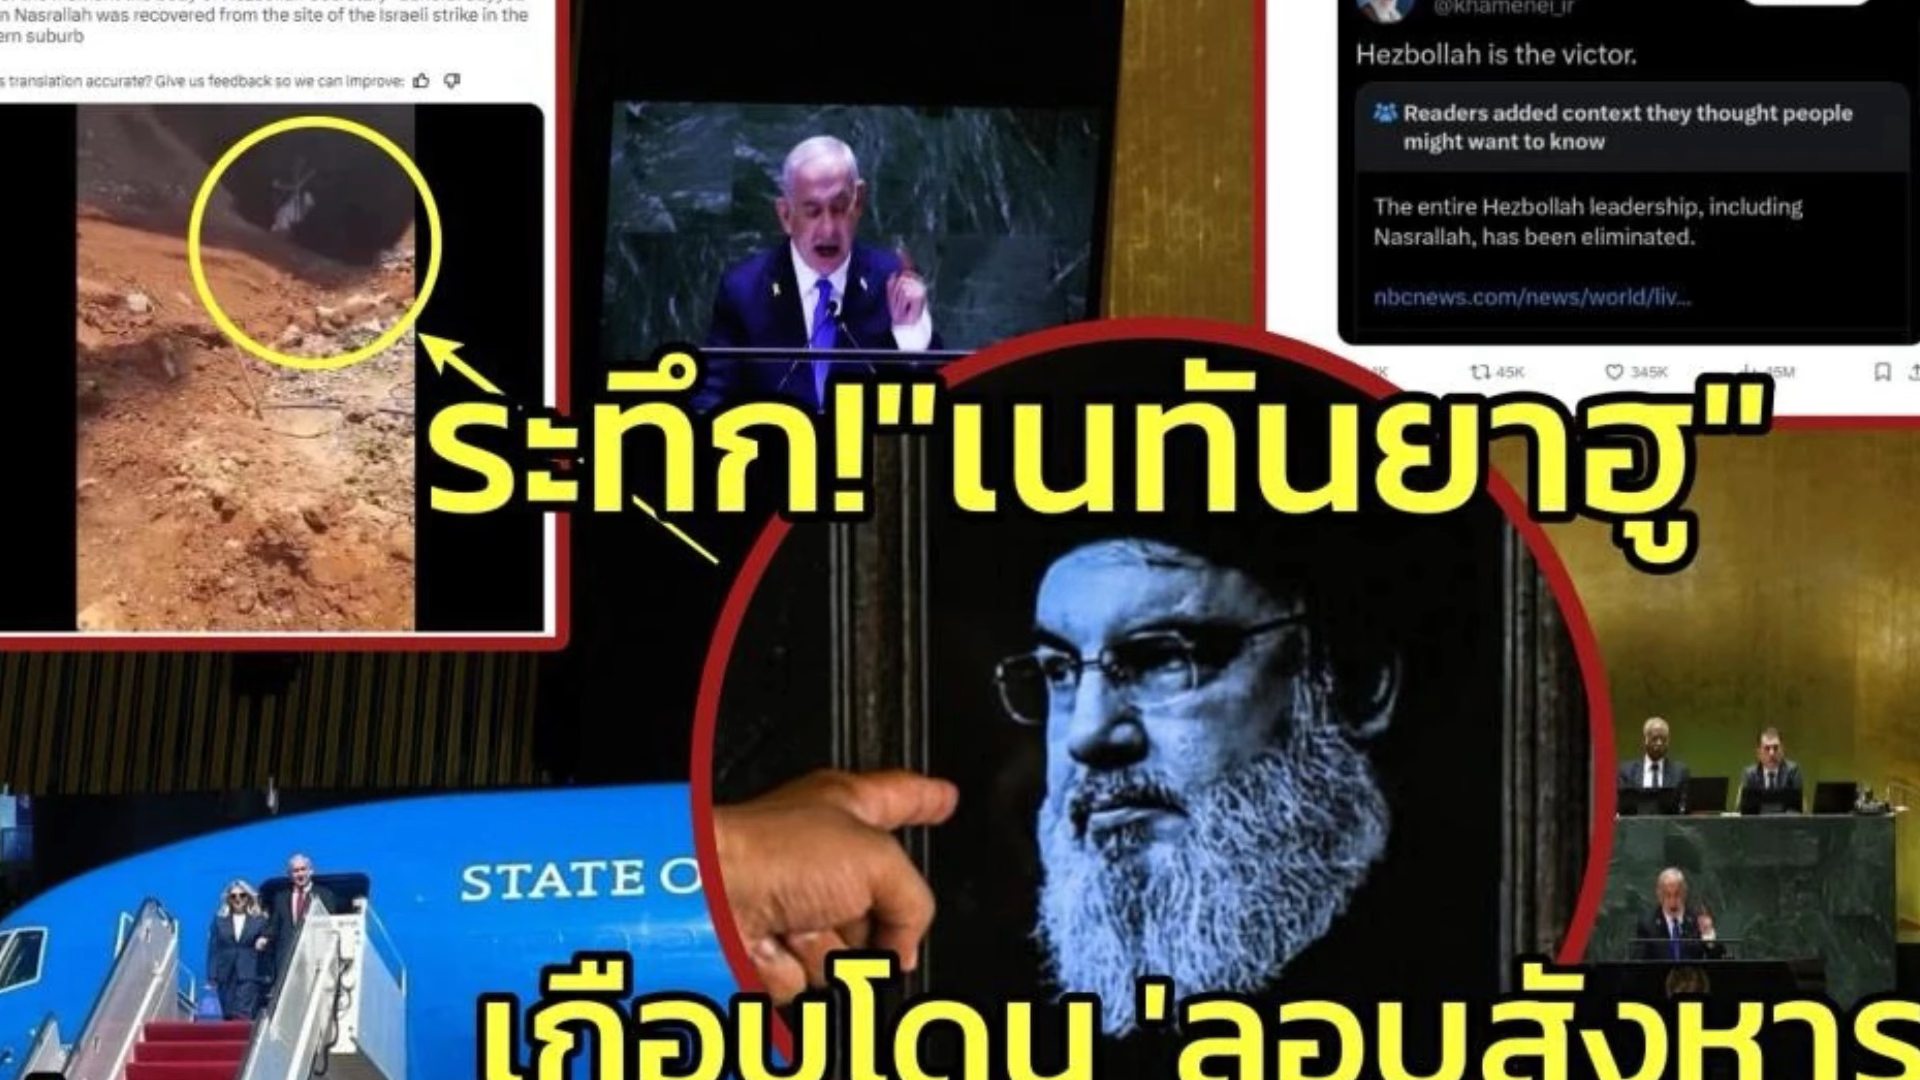 n Nasrallah was recovered from the site of the Israeli strike in the
ern suburb
s translation accurate? Give us feedback so we can improve:
@khamenei_ir
Hezbollah is the victor.
Readers added context they thought people
might want to know
The entire Hezbollah leadership, including
Nasrallah, has been eliminated.
nbcnews.com/news/world/liv...
45K
345K
45M
ระทึก!"เนทันยาฮู"
STATE O
เกือบโดน 'ลอบสังหาร